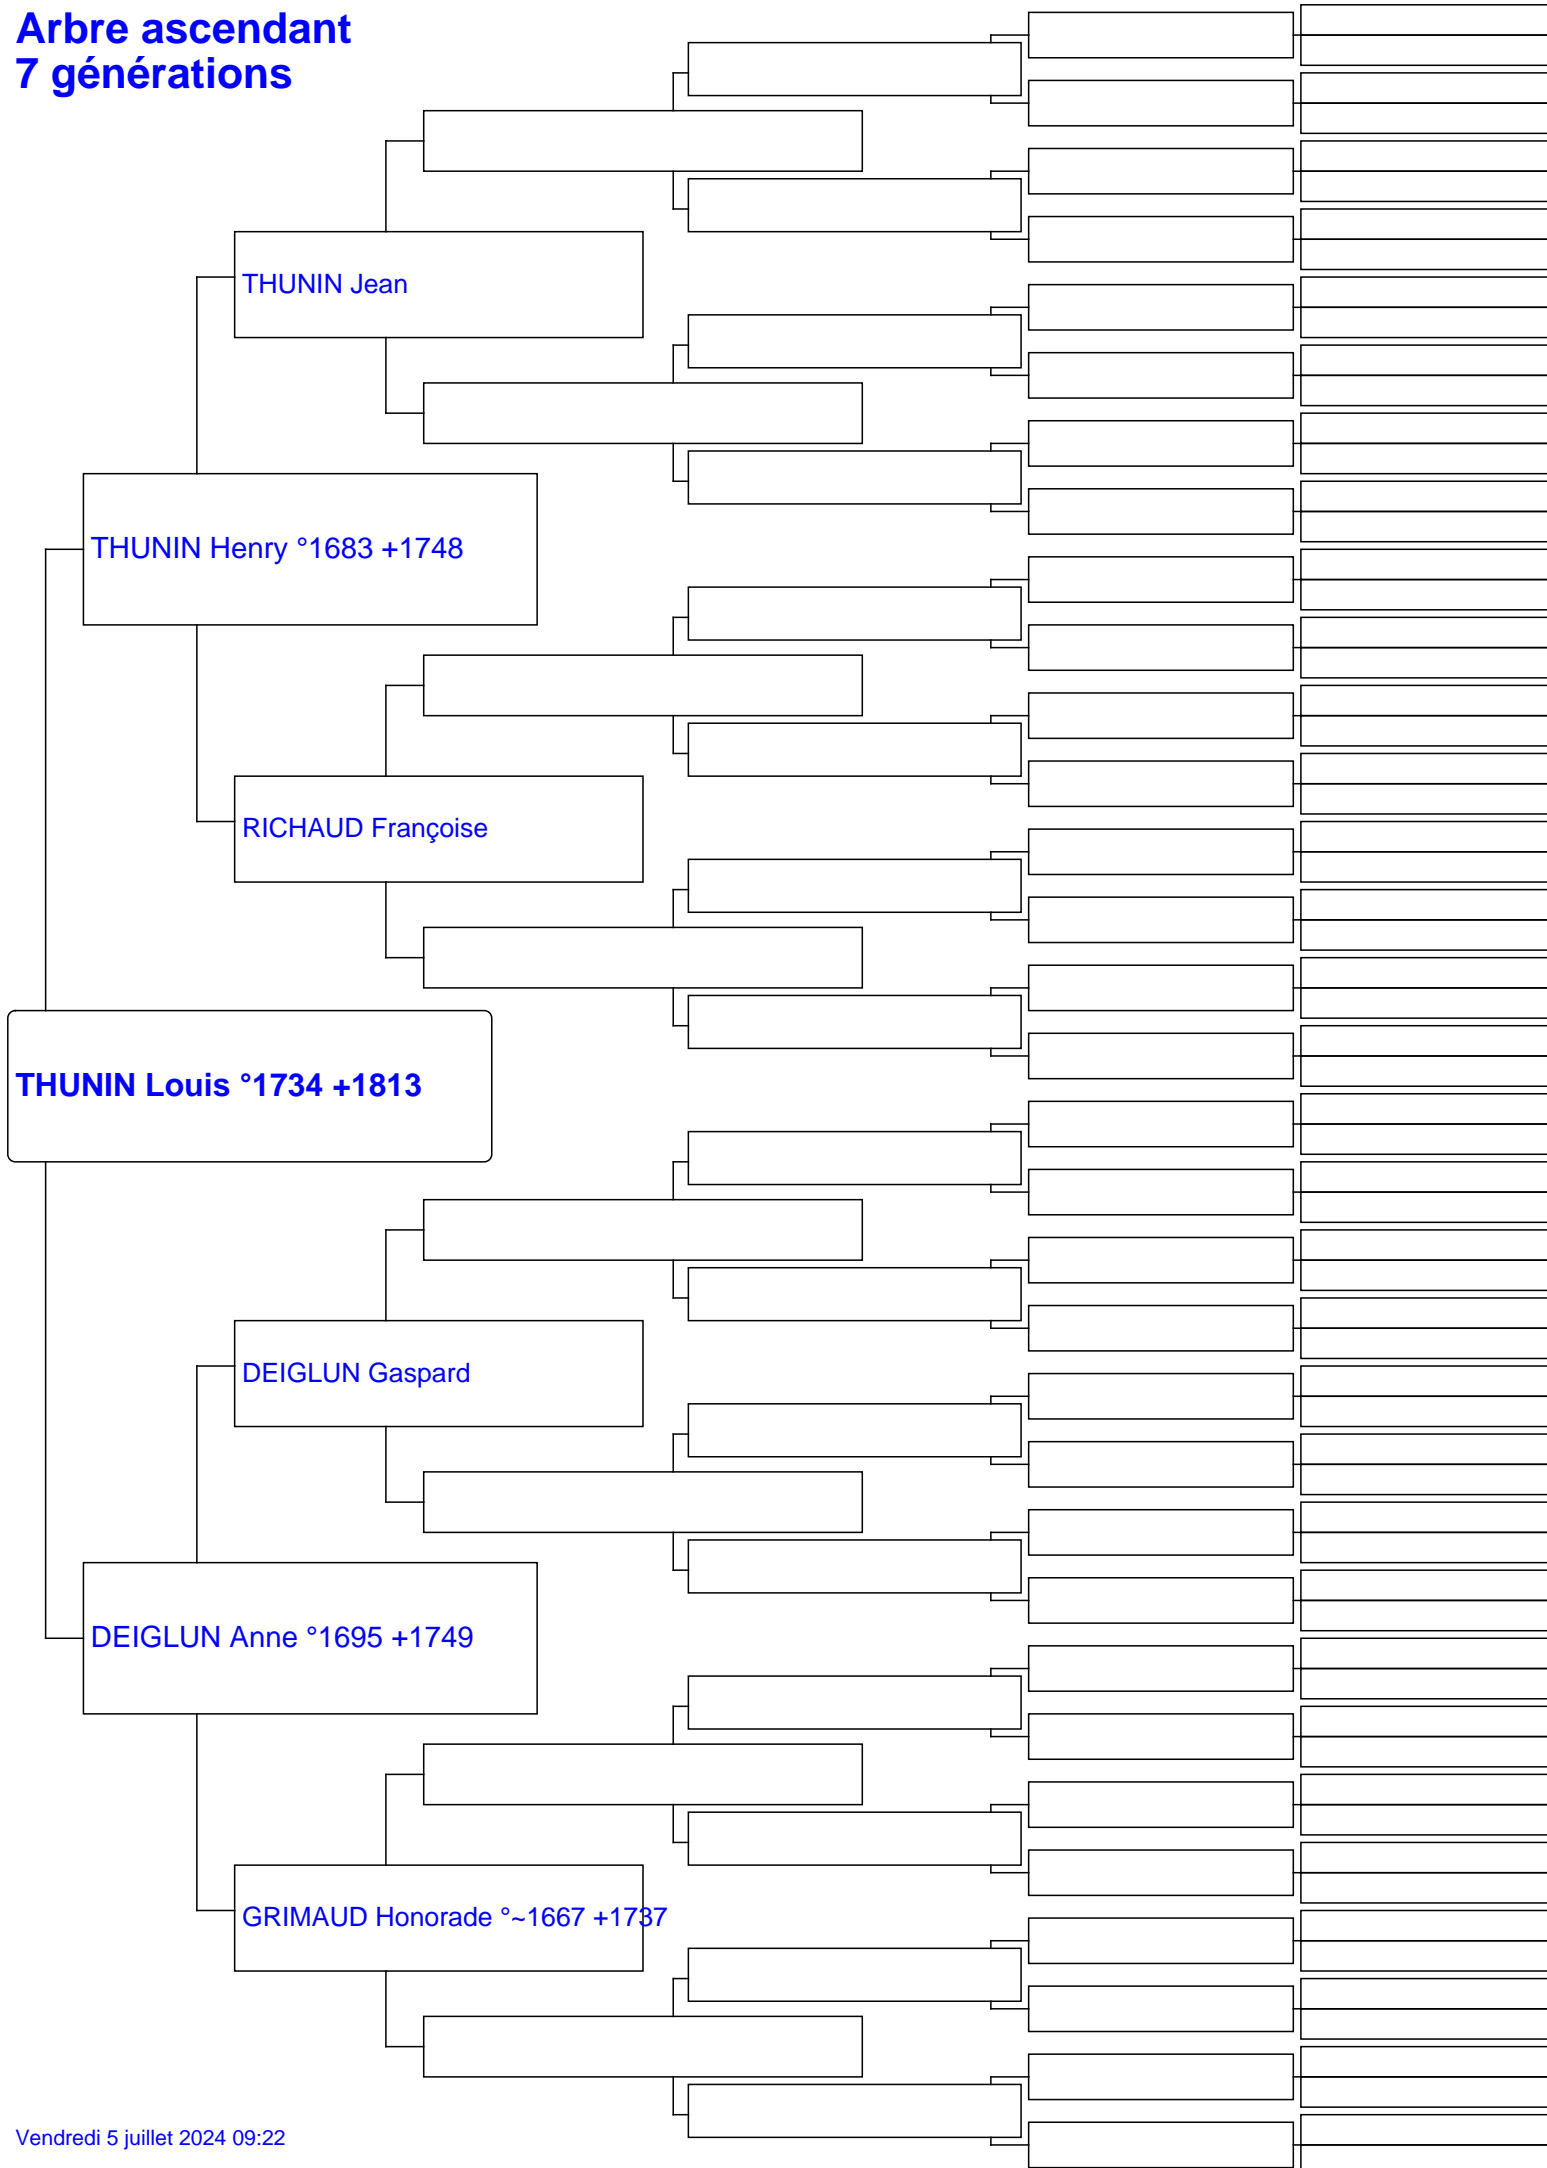 Arbre ascendant
7 générations
THUNIN Jean
THUNIN Henry °1683 +1748
RICHAUD Françoise
THUNIN Louis °1734 +1813
DEIGLUN Gaspard
DEIGLUN Anne °1695 +1749
GRIMAUD Honorade °~1667 +1737
Vendredi 5 juillet 2024 09:22